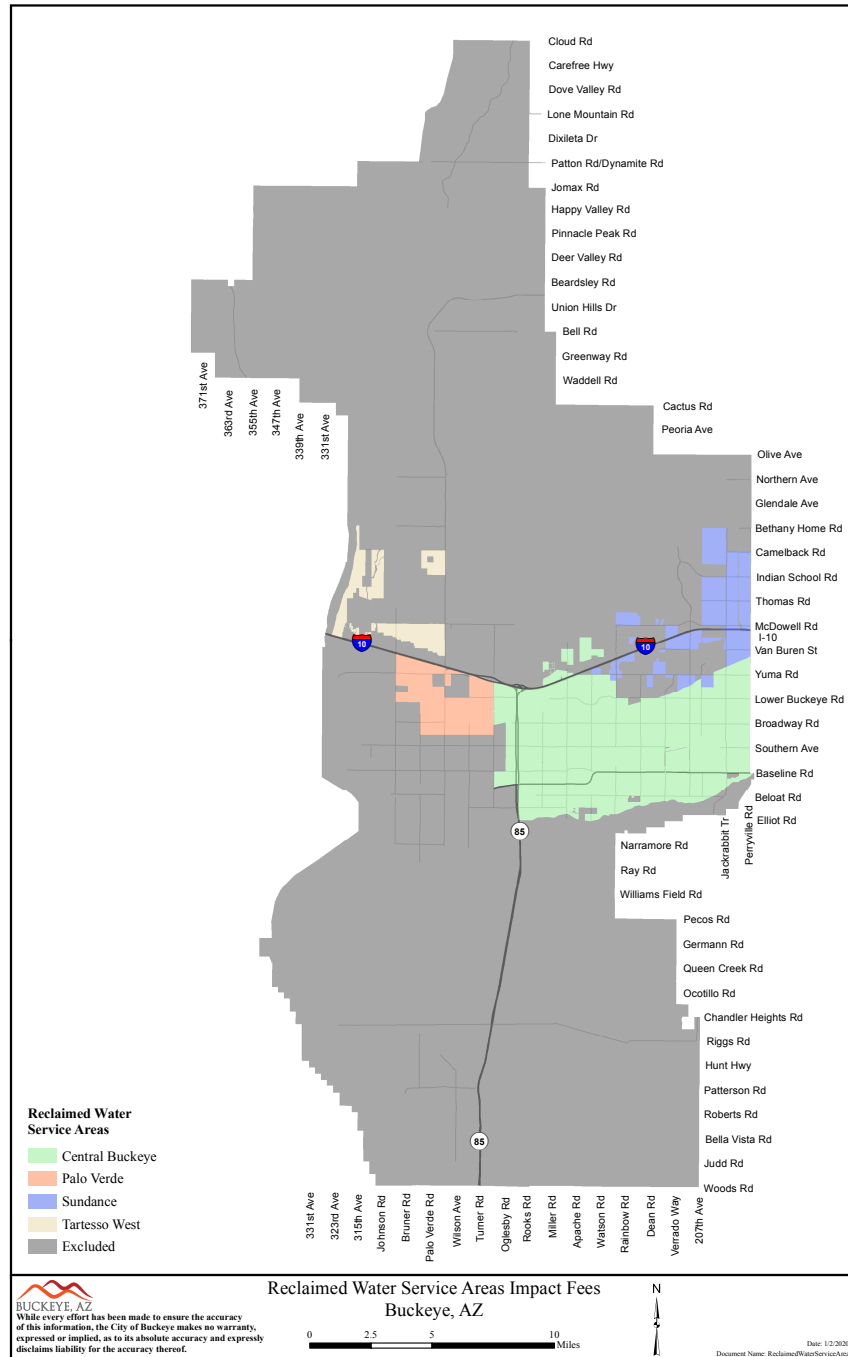 Cloud Rd
Carefree Hwy
Dove Valley Rd
Lone Mountain Rd
Dixileta Dr
Patton Rd/Dynamite Rd
Jomax Rd
Happy Valley Rd
Pinnacle Peak Rd
Deer Valley Rd
Beardsley Rd
Union Hills Dr
Bell Rd
Greenway Rd
Waddell Rd
371st Ave
363rd Ave
355th Ave
347th Ave
339th Ave
331st Ave
Cactus Rd
Peoria Ave
Olive Ave
Northern Ave
Glendale Ave
Bethany Home Rd
Camelback Rd
Indian School Rd
Thomas Rd
McDowell Rd
I-10
10
10
Van Buren St
Yuma Rd
Lower Buckeye Rd
Broadway Rd
Southern Ave
Baseline Rd
Beloat Rd
Elliot Rd
Jackrabbit Tr
Perryville Rd
85
Narramore Rd
Ray Rd
Williams Field Rd
Pecos Rd
Germann Rd
Queen Creek Rd
Ocotillo Rd
Chandler Heights Rd
Riggs Rd
Hunt Hwy
Patterson Rd
Roberts Rd
Bella Vista Rd
Judd Rd
Woods Rd
85
Reclaimed Water
Service Areas
Central Buckeye
Palo Verde
Sundance
Tartesso West
Excluded
331st Ave
323rd Ave
315th Ave
Johnson Rd
Bruner Rd
Palo Verde Rd
Wilson Ave
Turner Rd
Oglesby Rd
Rooks Rd
Miller Rd
Apache Rd
Watson Rd
Rainbow Rd
Dean Rd
Verrado Way
207th Ave
BUCKEYE, AZ
While every effort has been made to ensure the accuracy
of this information, the City of Buckeye makes no warranty,
expressed or implied, as to its absolute accuracy and expressly
disclaims liability for the accuracy thereof.
Reclaimed Water Service Areas Impact Fees
Buckeye, AZ
0 2.5 5 10
Miles
N
Date: 1/2/2020
Document Name: ReclaimedWaterServiceArea